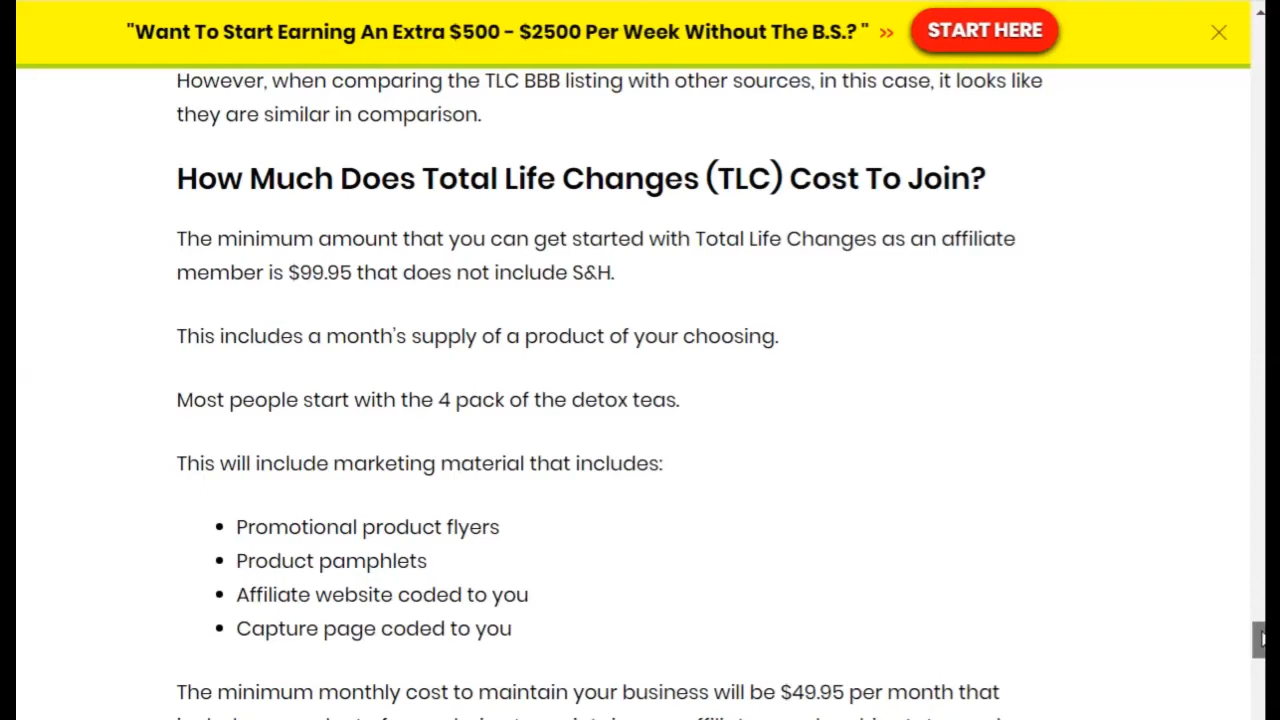 "Want To Start Earning An Extra $500 - $2500 Per Week Without The B.S.? " >> START HERE
However, when comparing the TLC BBB listing with other sources, in this case, it looks like
they are similar in comparison.
How Much Does Total Life Changes (TLC) Cost To Join?
The minimum amount that you can get started with Total Life Changes as an affiliate
member is $99.95 that does not include S&H.
This includes a month's supply of a product of your choosing.
Most people start with the 4 pack of the detox teas.
This will include marketing material that includes:
• Promotional product flyers
• Product pamphlets
• Affiliate website coded to you
• Capture page coded to you
The minimum monthly cost to maintain your business will be $49.95 per month that